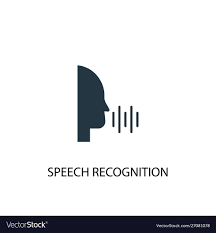 SPEECH RECOGNITION
VectorStock®
VectorStock.com/27081078